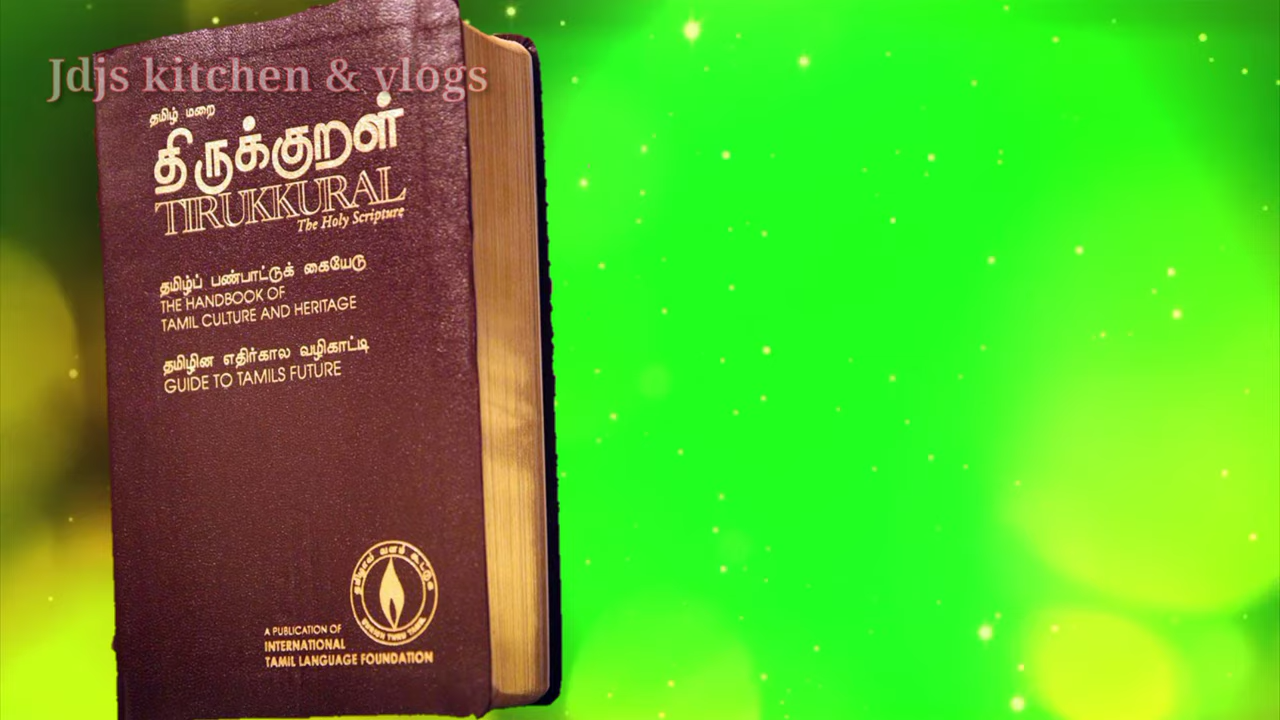 Jdjs kitchen & vlogs
தமிழ் மறை
திருக்குறள்
TIRUKKURAL
The Holy Scripture
தமிழ்ப் பண்பாட்டுக் கையேடு
THE HANDBOOK OF
TAMIL CULTURE AND HERITAGE
தமிழின எதிர்கால வழிகாட்டி
GUIDE TO TAMILS FUTURE
A PUBLICATION OF
INTERNATIONAL
TAMIL LANGUAGE FOUNDATION